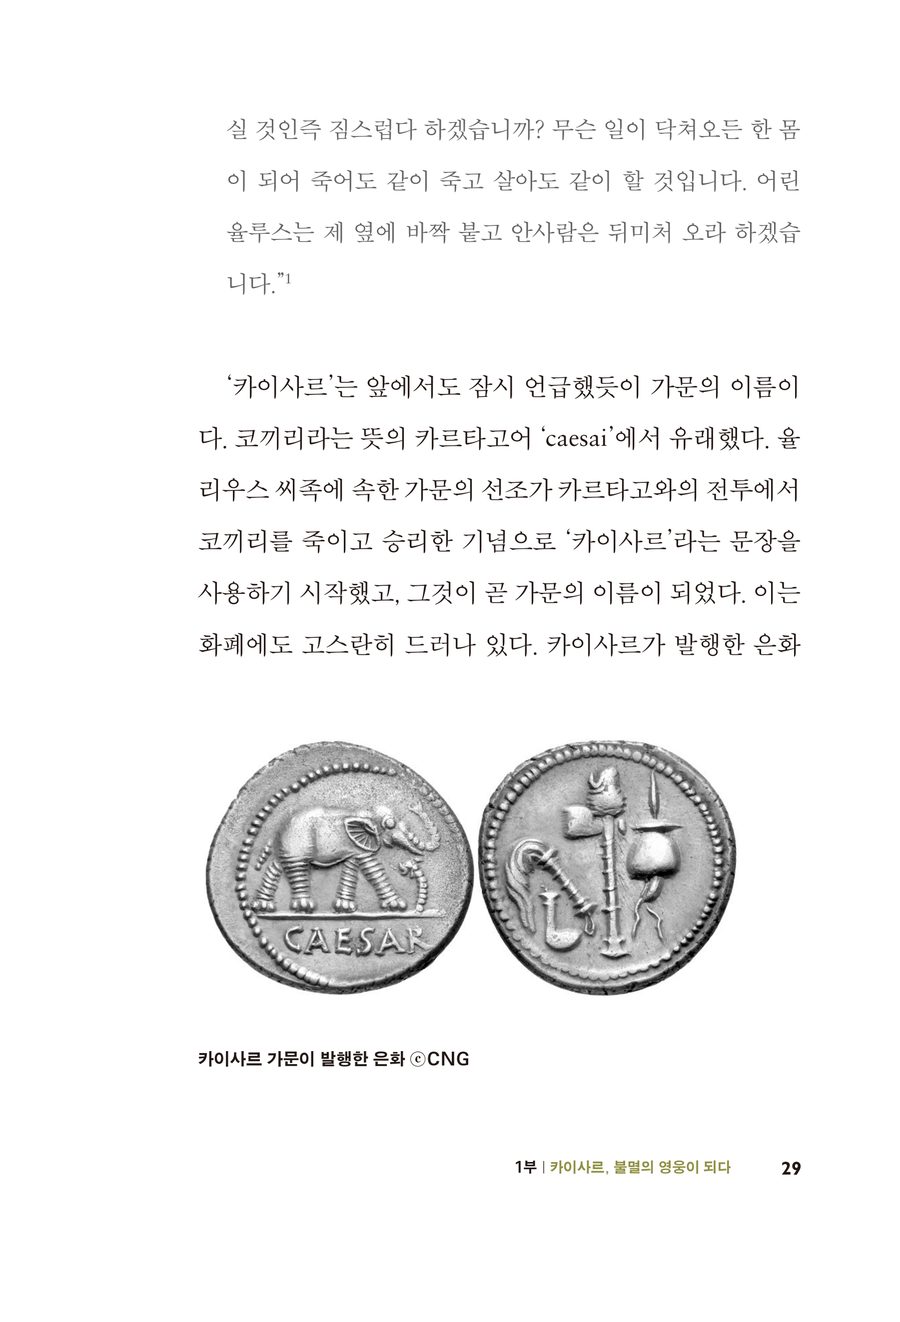 실 것인즉 짐스럽다 하겠습니까? 무슨 일이 닥쳐오든 한 몸
이 되어 죽어도 같이 죽고 살아도 같이 할 것입니다. 어린
율루스는 제 옆에 바짝 붙고 안사람은 뒤미처 오라 하겠습
니다.”1
‘카이사르’는 앞에서도 잠시 언급했듯이 가문의 이름이
다. 코끼리라는 뜻의 카르타고어 ‘caesai’에서 유래했다. 율
리우스 씨족에 속한 가문의 선조가 카르타고와의 전투에서
코끼리를 죽이고 승리한 기념으로 ‘카이사르’라는 문장을
사용하기 시작했고, 그것이 곧 가문의 이름이 되었다. 이는
화폐에도 고스란히 드러나 있다. 카이사르가 발행한 은화
CAESAR
카이사르 가문이 발행한 은화 ⓒCNG
1부 | 카이사르, 불멸의 영웅이 되다 29